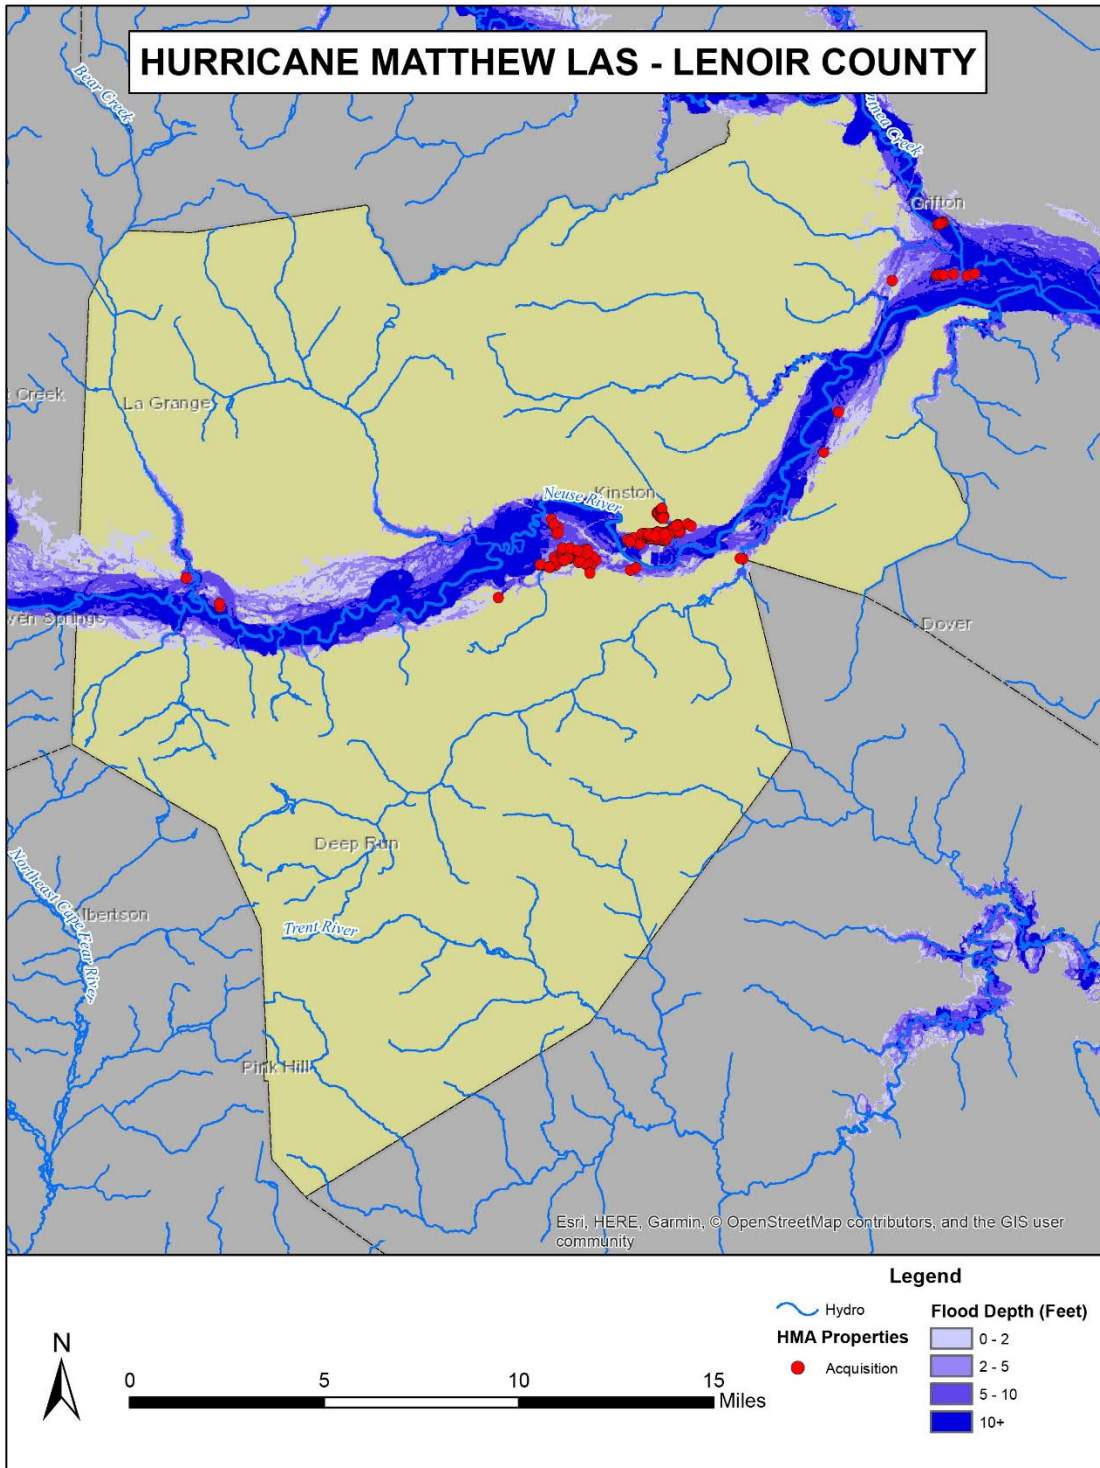 HURRICANE MATTHEW LAS - LENOIR COUNTY
Bear Creek
Creek
Grifton
Creek
La Grange
Neuse River
Kinston
Springs
Dover
Deep Run
Northeast Cape Fear River
Trent River
Pink Hill
Esri, HERE, Garmin, © OpenStreetMap contributors, and the GIS user
community
Legend
Hydro
HMA Properties
Acquisition
Flood Depth (Feet)
0 - 2
2 - 5
5 - 10
10+
N
0 5 10 15
Miles